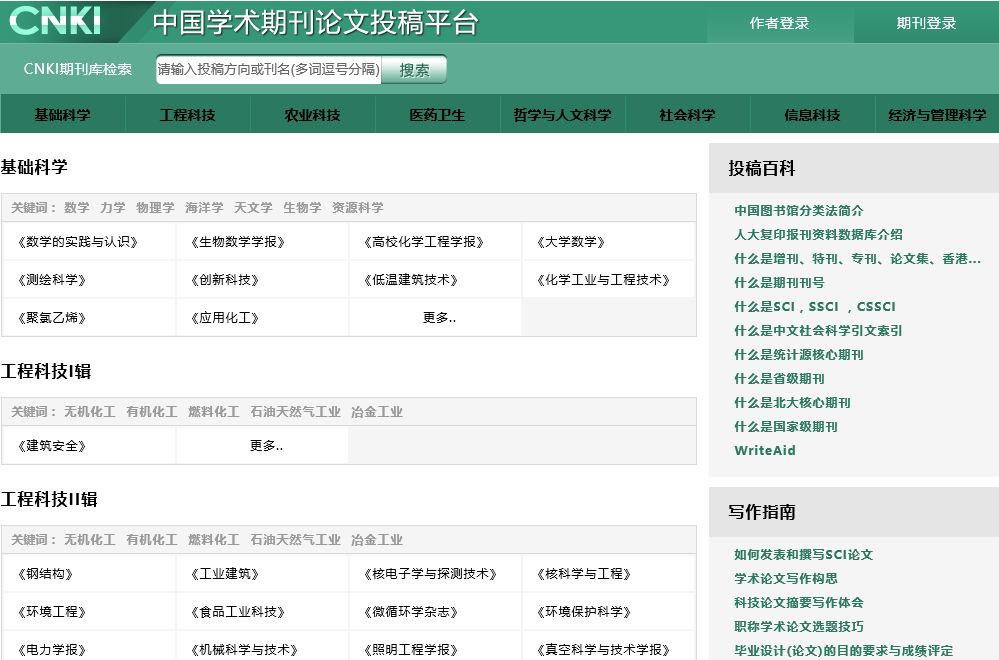 CNKI 中国学术期刊论文投稿平台 作者登录 期刊登录
CNKI期刊库检索 请输入投稿方向或刊名(多词逗号分隔) 搜索
基础科学 工程科技 农业科技 医药卫生 哲学与人文科学 社会科学 信息科技 经济与管理科学
基础科学
关键词： 数学 力学 物理学 海洋学 天文学 生物学 资源科学
《数学的实践与认识》 《生物数学学报》 《高校化学工程学报》 《大学数学》
《测绘科学》 《创新科技》 《低温建筑技术》 《化学工业与工程技术》
《聚氯乙烯》 《应用化工》 更多..
工程科技I辑
关键词： 无机化工 有机化工 燃料化工 石油天然气工业 冶金工业
《建筑安全》 更多..
工程科技II辑
关键词： 无机化工 有机化工 燃料化工 石油天然气工业 冶金工业
《钢结构》 《工业建筑》 《核电子学与探测技术》 《核科学与工程》
《环境工程》 《食品工业科技》 《微循环学杂志》 《环境保护科学》
《电力学报》 《机械科学与技术》 《照明工程学报》 《真空科学与技术学报》
投稿百科
中国图书馆分类法简介
人大复印报刊资料数据库介绍
什么是增刊、特刊、专刊、论文集、香港...
什么是期刊刊号
什么是SCI，SSCI ，CSSCI
什么是中文社会科学引文索引
什么是统计源核心期刊
什么是省级期刊
什么是北大核心期刊
什么是国家级期刊
WriteAid
写作指南
如何发表和撰写SCI论文
学术论文写作构思
科技论文摘要写作体会
职称学术论文选题技巧
毕业设计(论文)的目的要求与成绩评定